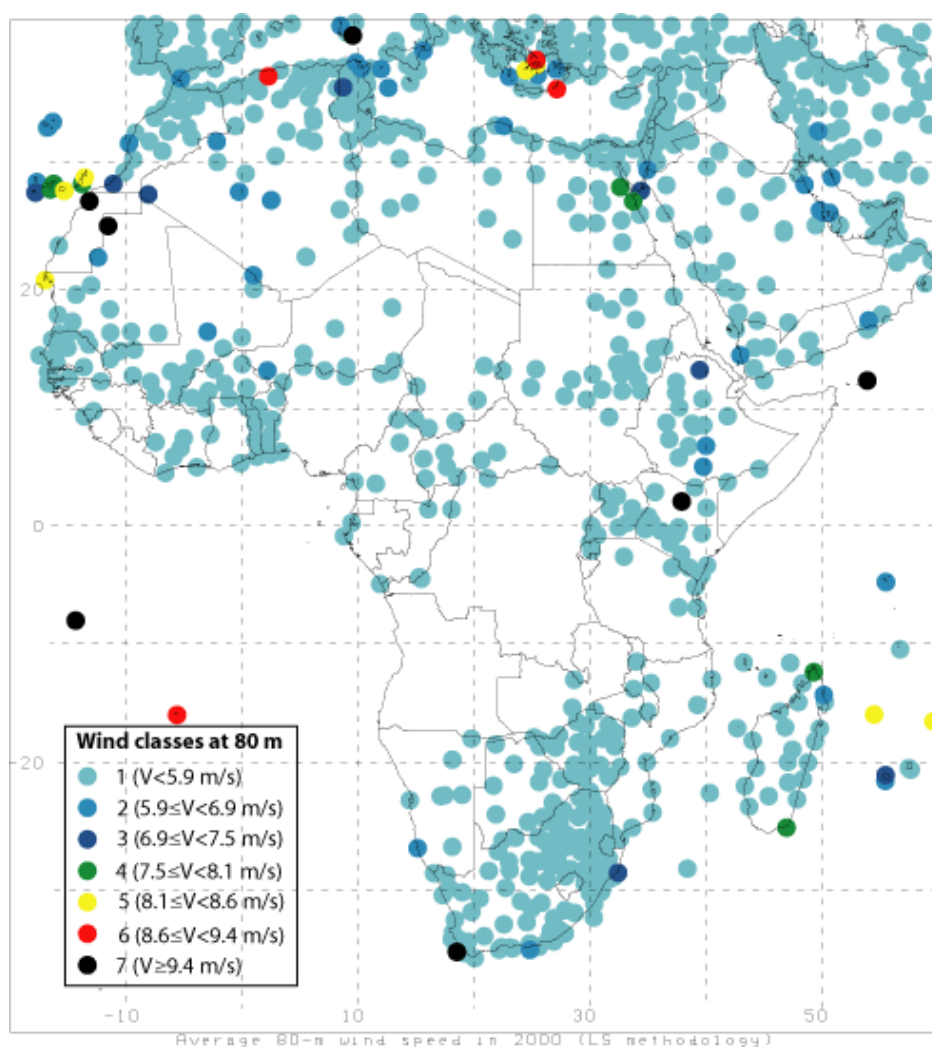 20
0
20
Wind classes at 80 m
1 (V<5.9 m/s)
2 (5.9≤V<6.9 m/s)
3 (6.9≤V<7.5 m/s)
4 (7.5≤V<8.1 m/s)
5 (8.1≤V<8.6 m/s)
6 (8.6≤V<9.4 m/s)
7 (V≥9.4 m/s)
-10 10 30 50
Average 80-m wind speed in 2000 (LS methodology)